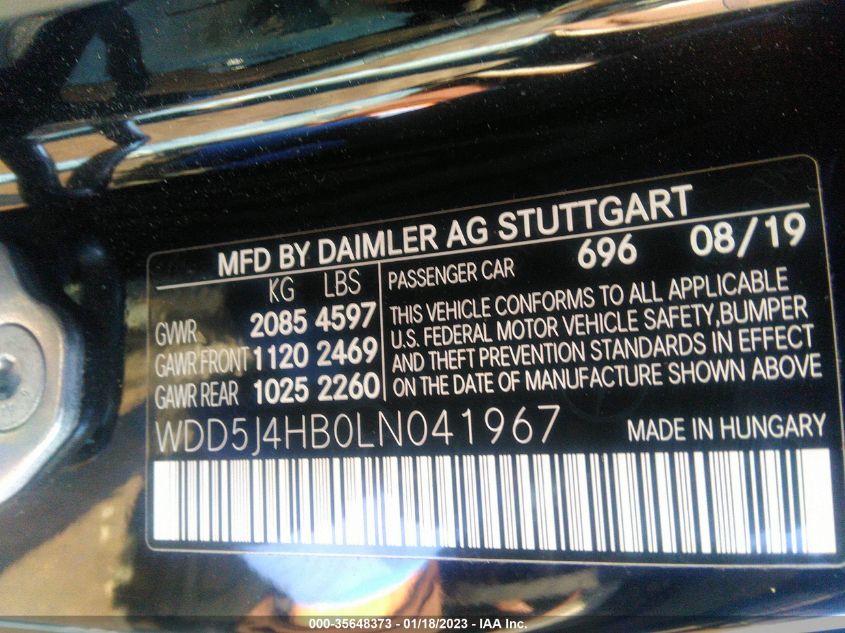 MFD BY DAIMLER AG STUTTGART
KG LBS
GVWR 2085 4597
GAWR FRONT 1120 2469
GAWR REAR 1025 2260
PASSENGER CAR 696 08/19
THIS VEHICLE CONFORMS TO ALL APPLICABLE
U.S. FEDERAL MOTOR VEHICLE SAFETY,BUMPER
AND THEFT PREVENTION STANDARDS IN EFFECT
ON THE DATE OF MANUFACTURE SHOWN ABOVE
WDD5J4HB0LN041967 MADE IN HUNGARY
000-35648373 — 01/18/2023 — IAA Inc.